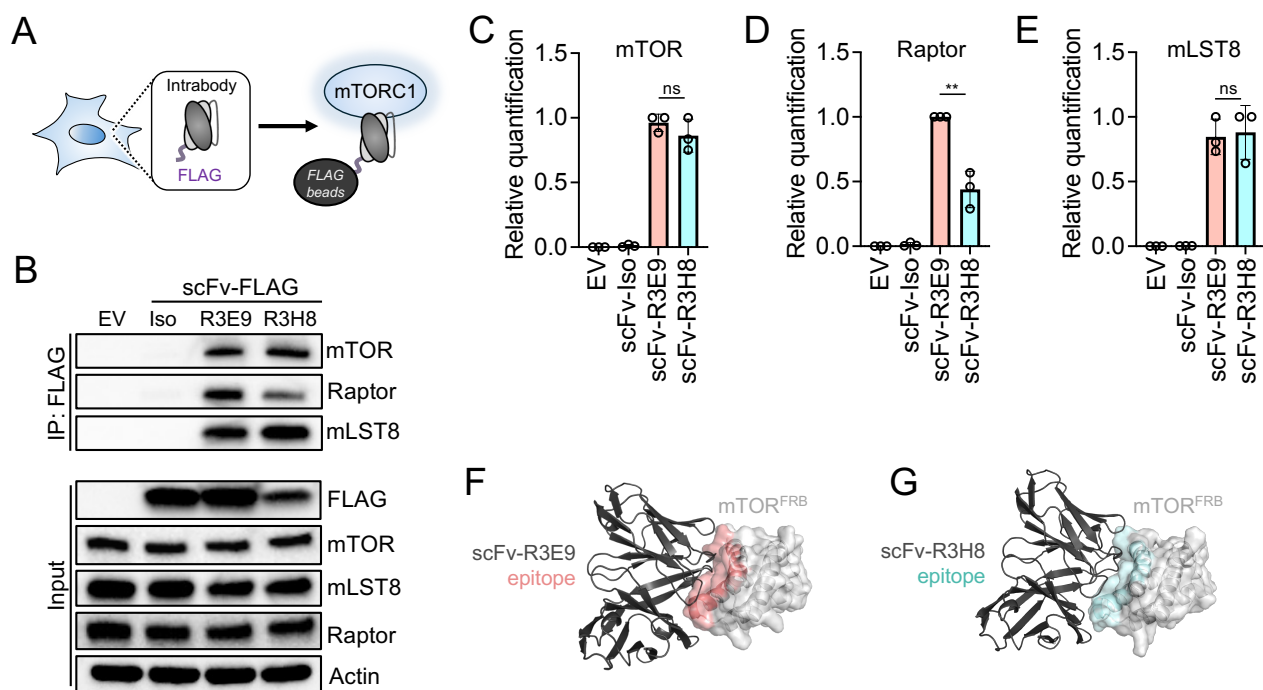 A
Intrabody
FLAG
mTORC1
FLAG
beads
B
scFv-FLAG
EV Iso R3E9 R3H8
IP: FLAG
mTOR
Raptor
mLST8
Input
FLAG
mTOR
mLST8
Raptor
Actin
C
mTOR
Relative quantification
1.5
1.0
0.5
0.0
ns
EV
scFv-Iso
scFv-R3E9
scFv-R3H8
D
Raptor
Relative quantification
1.5
1.0
0.5
0.0
**
EV
scFv-Iso
scFv-R3E9
scFv-R3H8
E
mLST8
Relative quantification
1.5
1.0
0.5
0.0
ns
EV
scFv-Iso
scFv-R3E9
scFv-R3H8
F
mTORFRB
scFv-R3E9
epitope
G
mTORFRB
scFv-R3H8
epitope